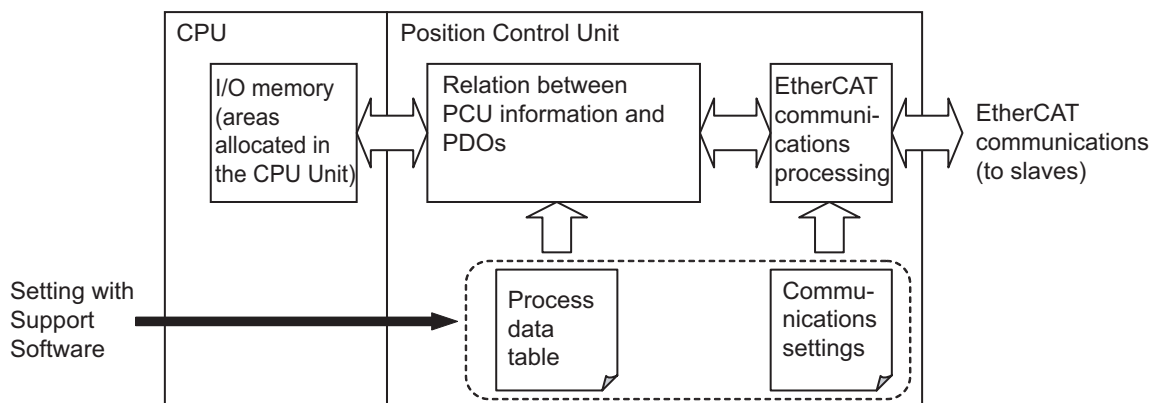 CPU
Position Control Unit
I/O memory
(areas
allocated in
the CPU Unit)
Relation between
PCU information and
PDOs
EtherCAT
communi-
cations
processing
EtherCAT
communications
(to slaves)
Setting with
Support
Software
Process
data
table
Commu-
nications
settings